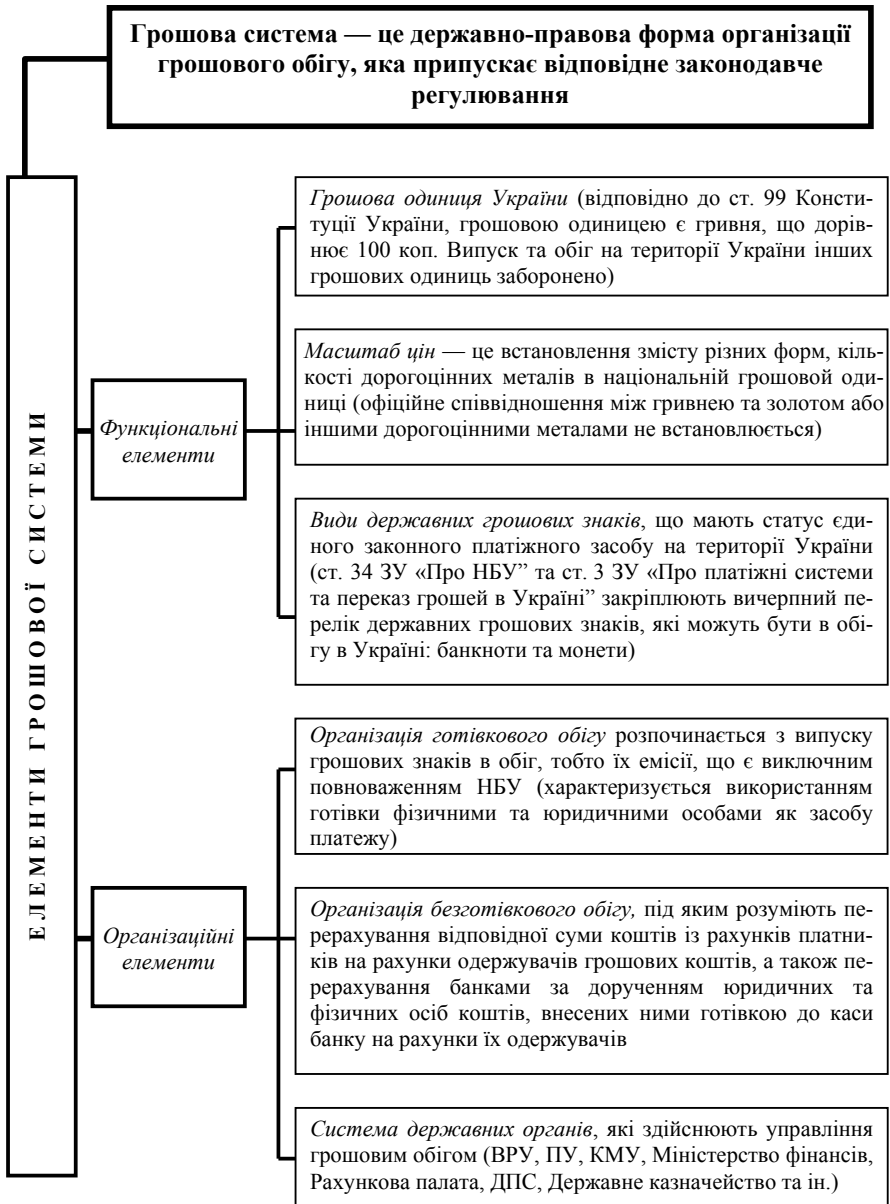 Грошова система — це державно-правова форма організації
грошового обігу, яка припускає відповідне законодавче
регулювання
ЕЛЕМЕНТИ ГРОШОВОЇ СИСТЕМИ
Функціональні
елементи
Грошова одиниця України (відповідно до ст. 99 Консти-
туції України, грошовою одиницею є гривня, що дорів-
нює 100 коп. Випуск та обіг на території України інших
грошових одиниць заборонено)
Масштаб цін — це встановлення змісту різних форм, кіль-
кості дорогоцінних металів в національній грошовой оди-
ниці (офіційне співвідношення між гривнею та золотом або
іншими дорогоцінними металами не встановлюється)
Види державних грошових знаків, що мають статус єди-
ного законного платіжного засобу на території України
(ст. 34 ЗУ «Про НБУ” та ст. 3 ЗУ «Про платіжні системи
та переказ грошей в Україні” закріплюють вичерпний пе-
релік державних грошових знаків, які можуть бути в обі-
гу в Україні: банкноти та монети)
Організаційні
елементи
Організація готівкового обігу розпочинається з випуску
грошових знаків в обіг, тобто їх емісії, що є виключним
повноваженням НБУ (характеризується використанням
готівки фізичними та юридичними особами як засобу
платежу)
Організація безготівкового обігу, під яким розуміють пе-
рерахування відповідної суми коштів із рахунків платни-
ків на рахунки одержувачів грошових коштів, а також пе-
рерахування банками за дорученням юридичних та
фізичних осіб коштів, внесених ними готівкою до каси
банку на рахунки їх одержувачів
Система державних органів, які здійснюють управління
грошовим обігом (ВРУ, ПУ, КМУ, Міністерство фінансів,
Рахункова палата, ДПС, Державне казначейство та ін.)